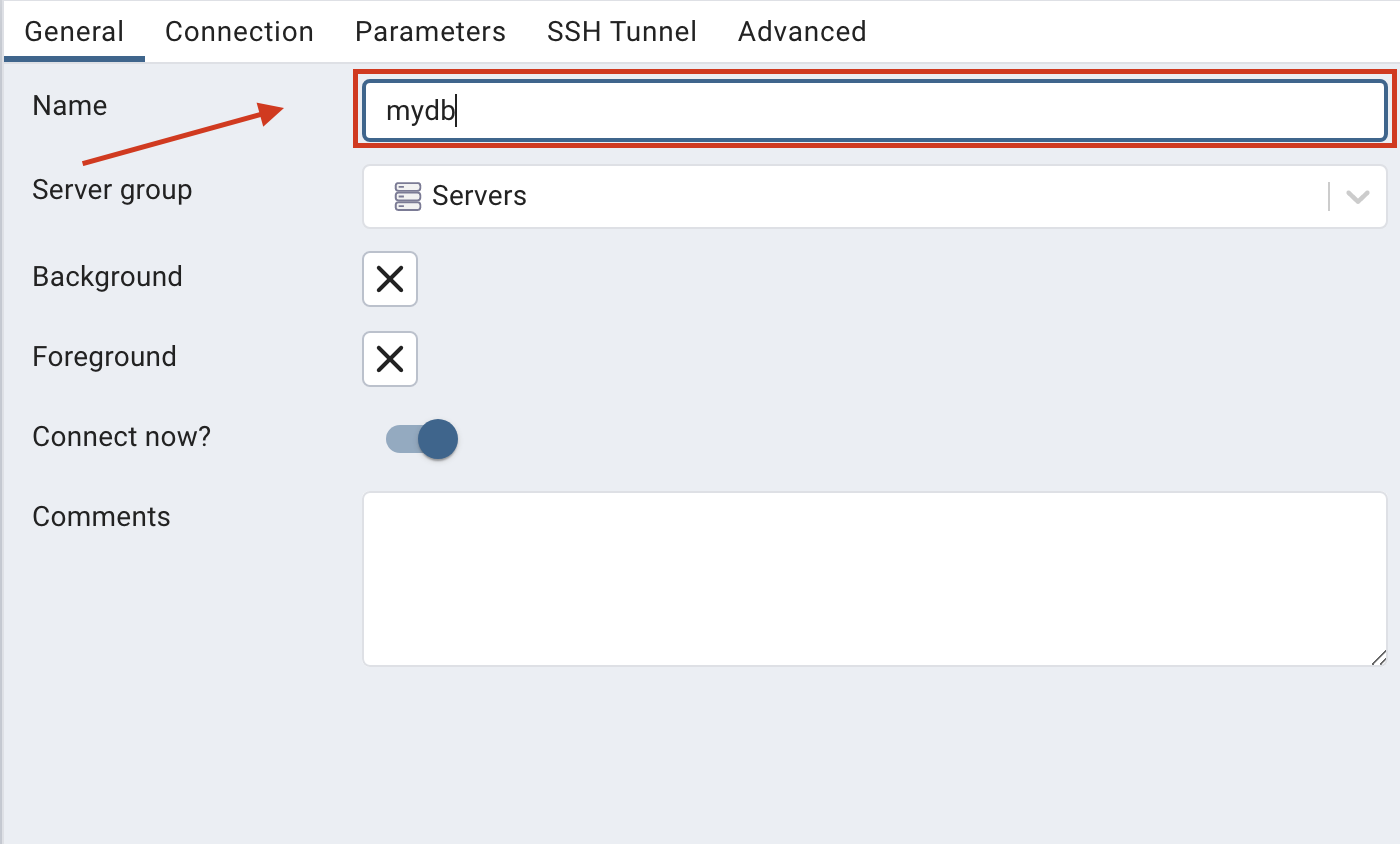 General Connection Parameters SSH Tunnel Advanced
Name mydb
Server group Servers
Background
Foreground
Connect now?
Comments